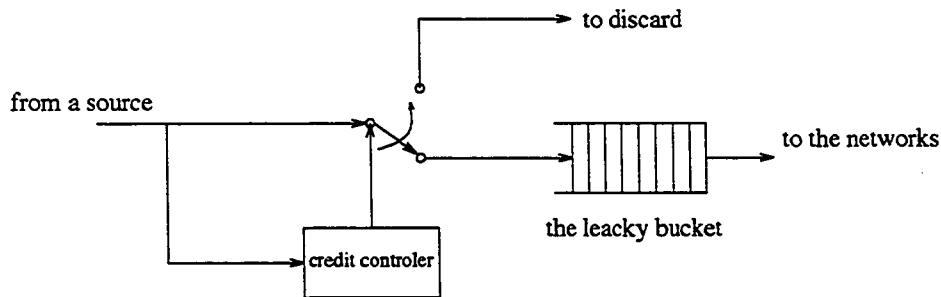 to discard
from a source
to the networks
the leacky bucket
credit controler